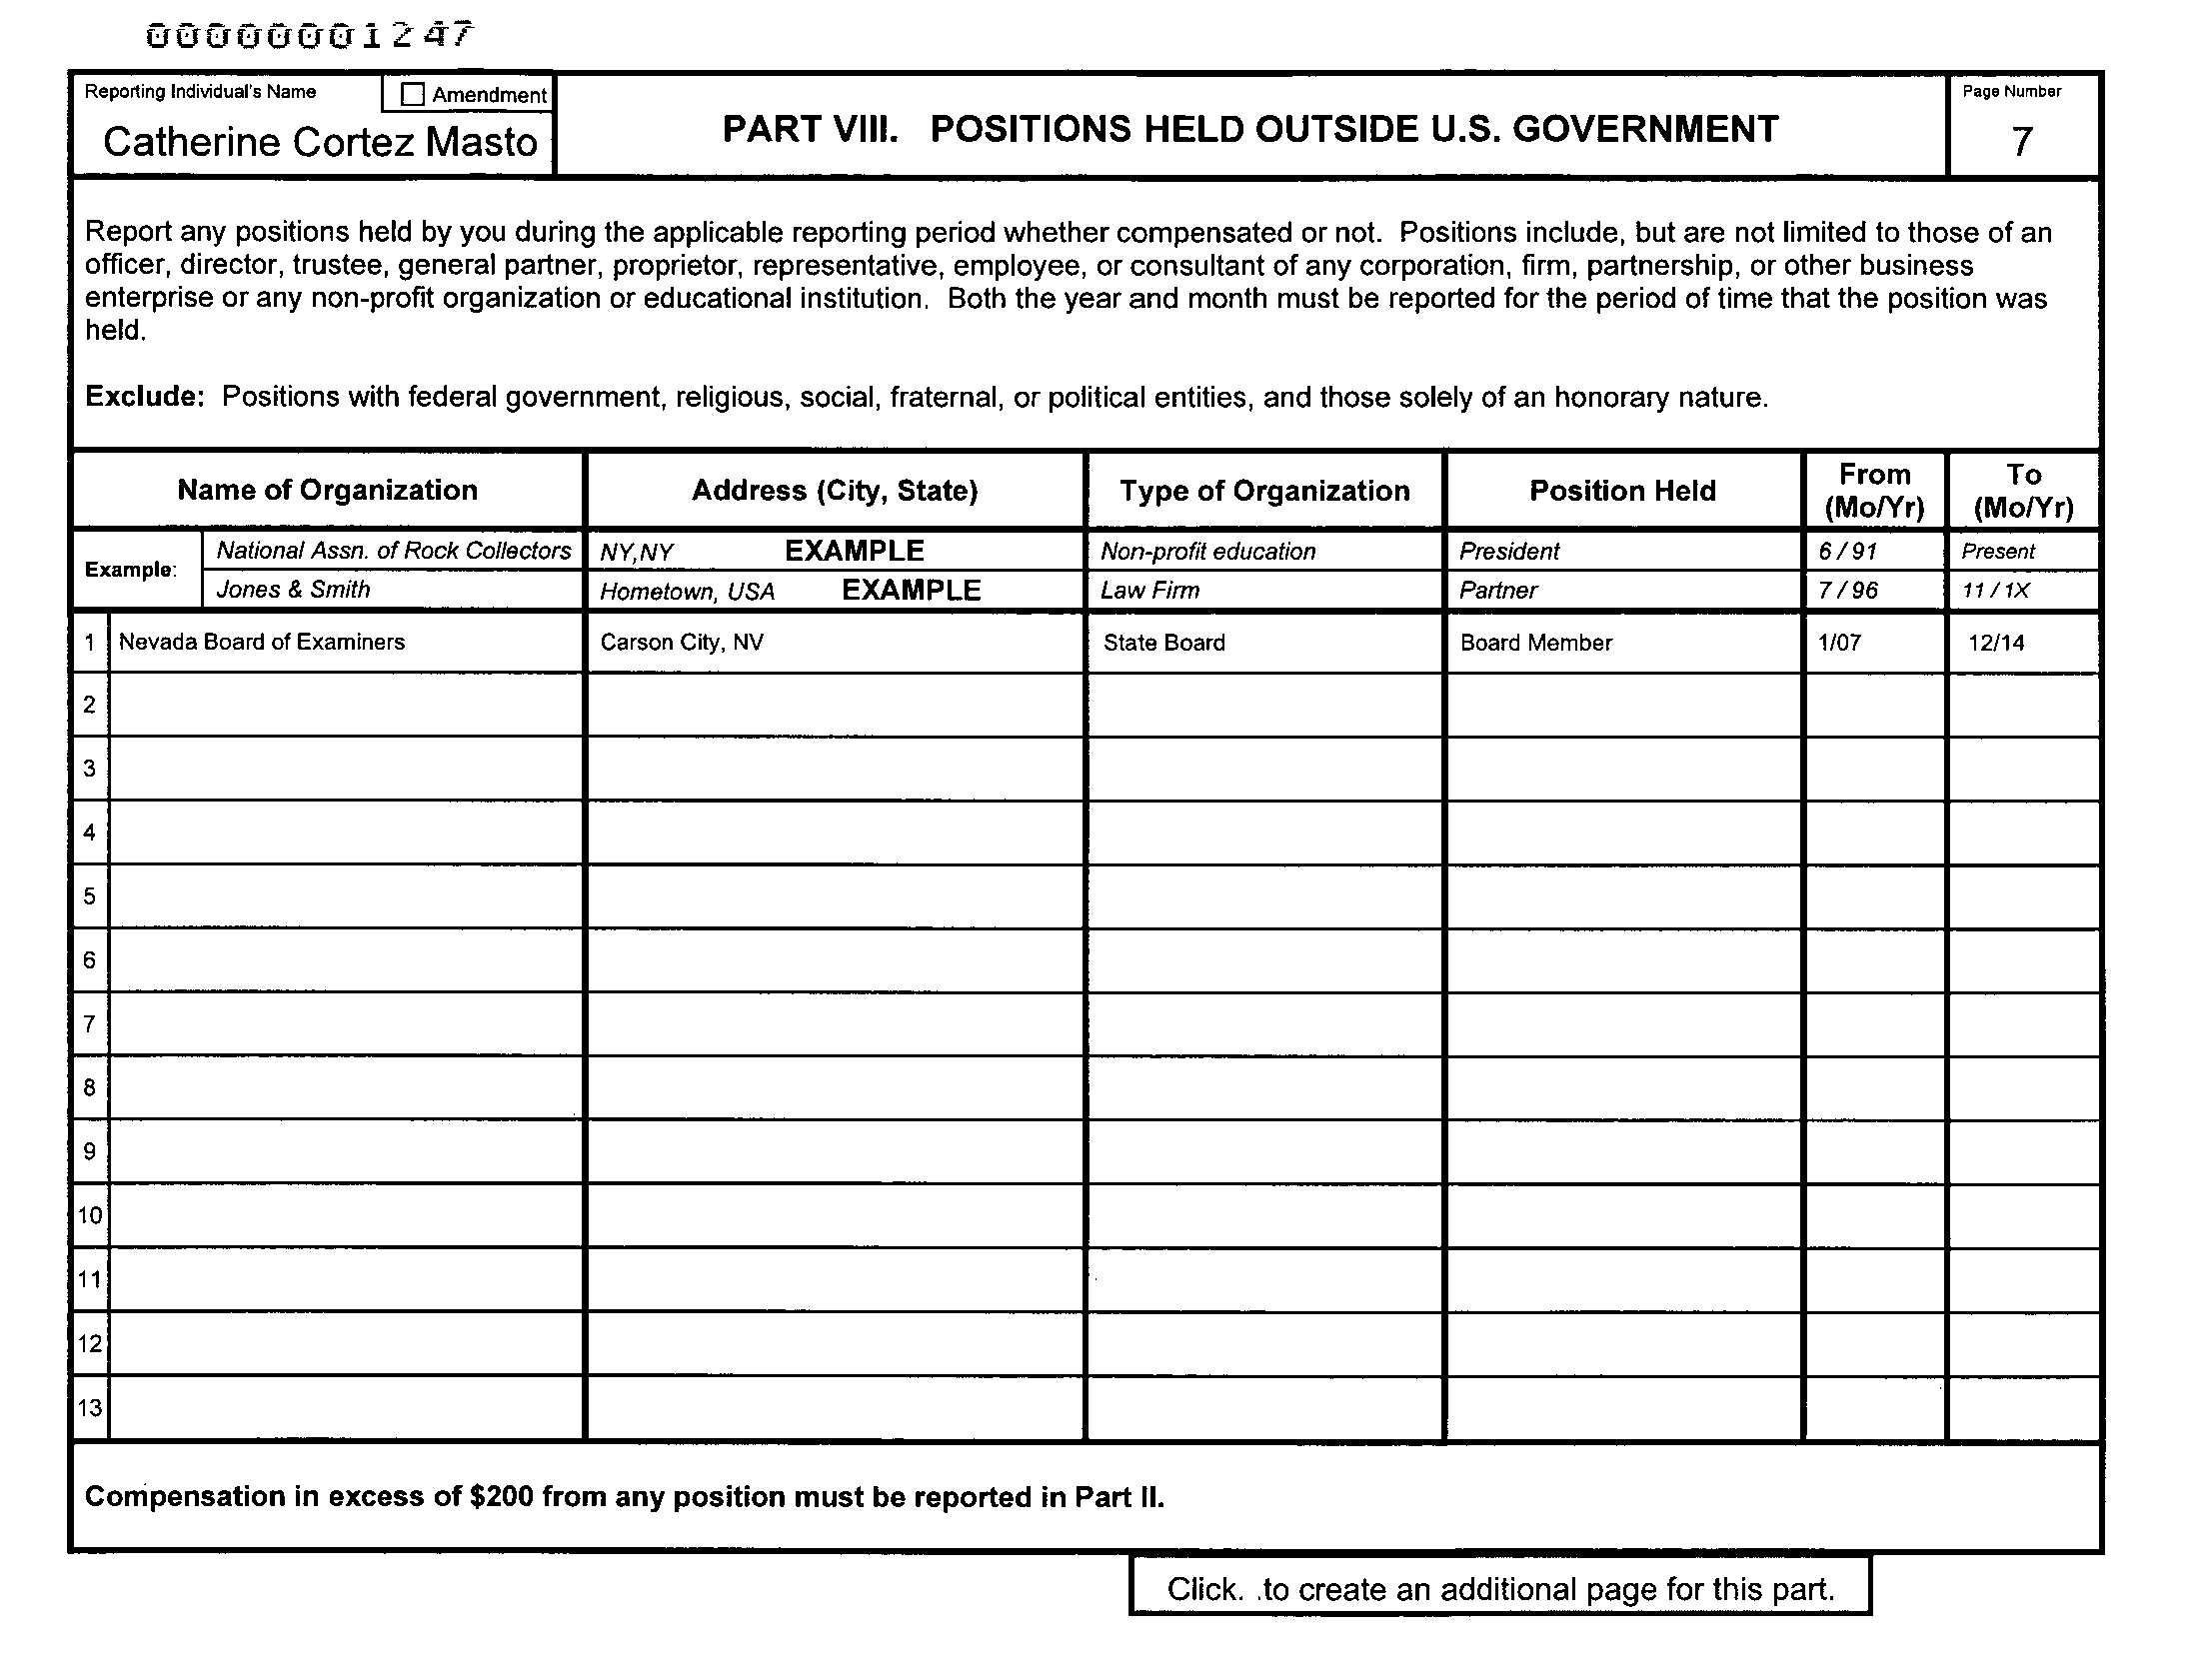 00000001247
Reporting Individual's Name
☐ Amendment
Catherine Cortez Masto
PART VIII. POSITIONS HELD OUTSIDE U.S. GOVERNMENT
Page Number
7
Report any positions held by you during the applicable reporting period whether compensated or not. Positions include, but are not limited to those of an
officer, director, trustee, general partner, proprietor, representative, employee, or consultant of any corporation, firm, partnership, or other business
enterprise or any non-profit organization or educational institution. Both the year and month must be reported for the period of time that the position was
held.
Exclude: Positions with federal government, religious, social, fraternal, or political entities, and those solely of an honorary nature.
Name of Organization Address (City, State) Type of Organization Position Held From (Mo/Yr) To (Mo/Yr)
Example: National Assn. of Rock Collectors NY,NY EXAMPLE Non-profit education President 6 / 91 Present
Jones & Smith Hometown, USA EXAMPLE Law Firm Partner 7 / 96 11 / 1X
1 Nevada Board of Examiners Carson City, NV State Board Board Member 1/07 12/14
2
3
4
5
6
7
8
9
10
11
12
13
Compensation in excess of $200 from any position must be reported in Part II.
Click. .to create an additional page for this part.